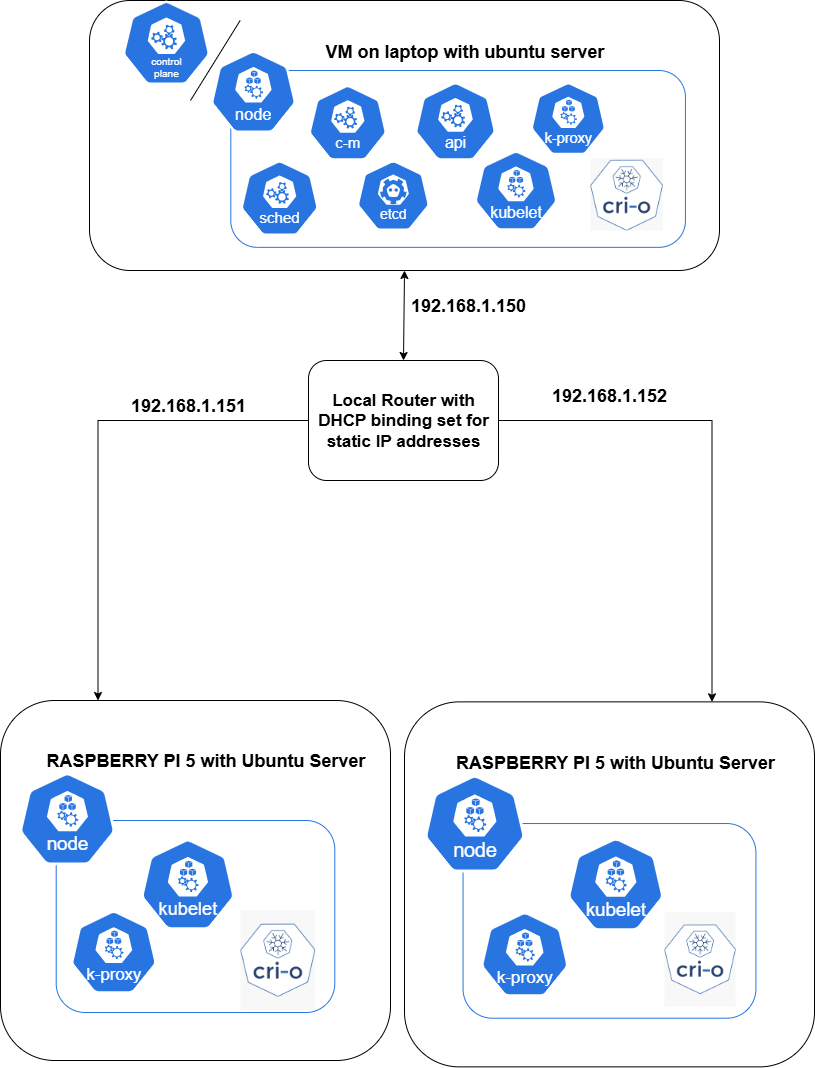 control
plane
VM on laptop with ubuntu server
node
c-m
api
k-proxy
sched
etcd
kubelet
cri-o
192.168.1.150
Local Router with
DHCP binding set for
static IP addresses
192.168.1.151
192.168.1.152
RASPBERRY PI 5 with Ubuntu Server
node
kubelet
k-proxy
cri-o
RASPBERRY PI 5 with Ubuntu Server
node
kubelet
k-proxy
cri-o